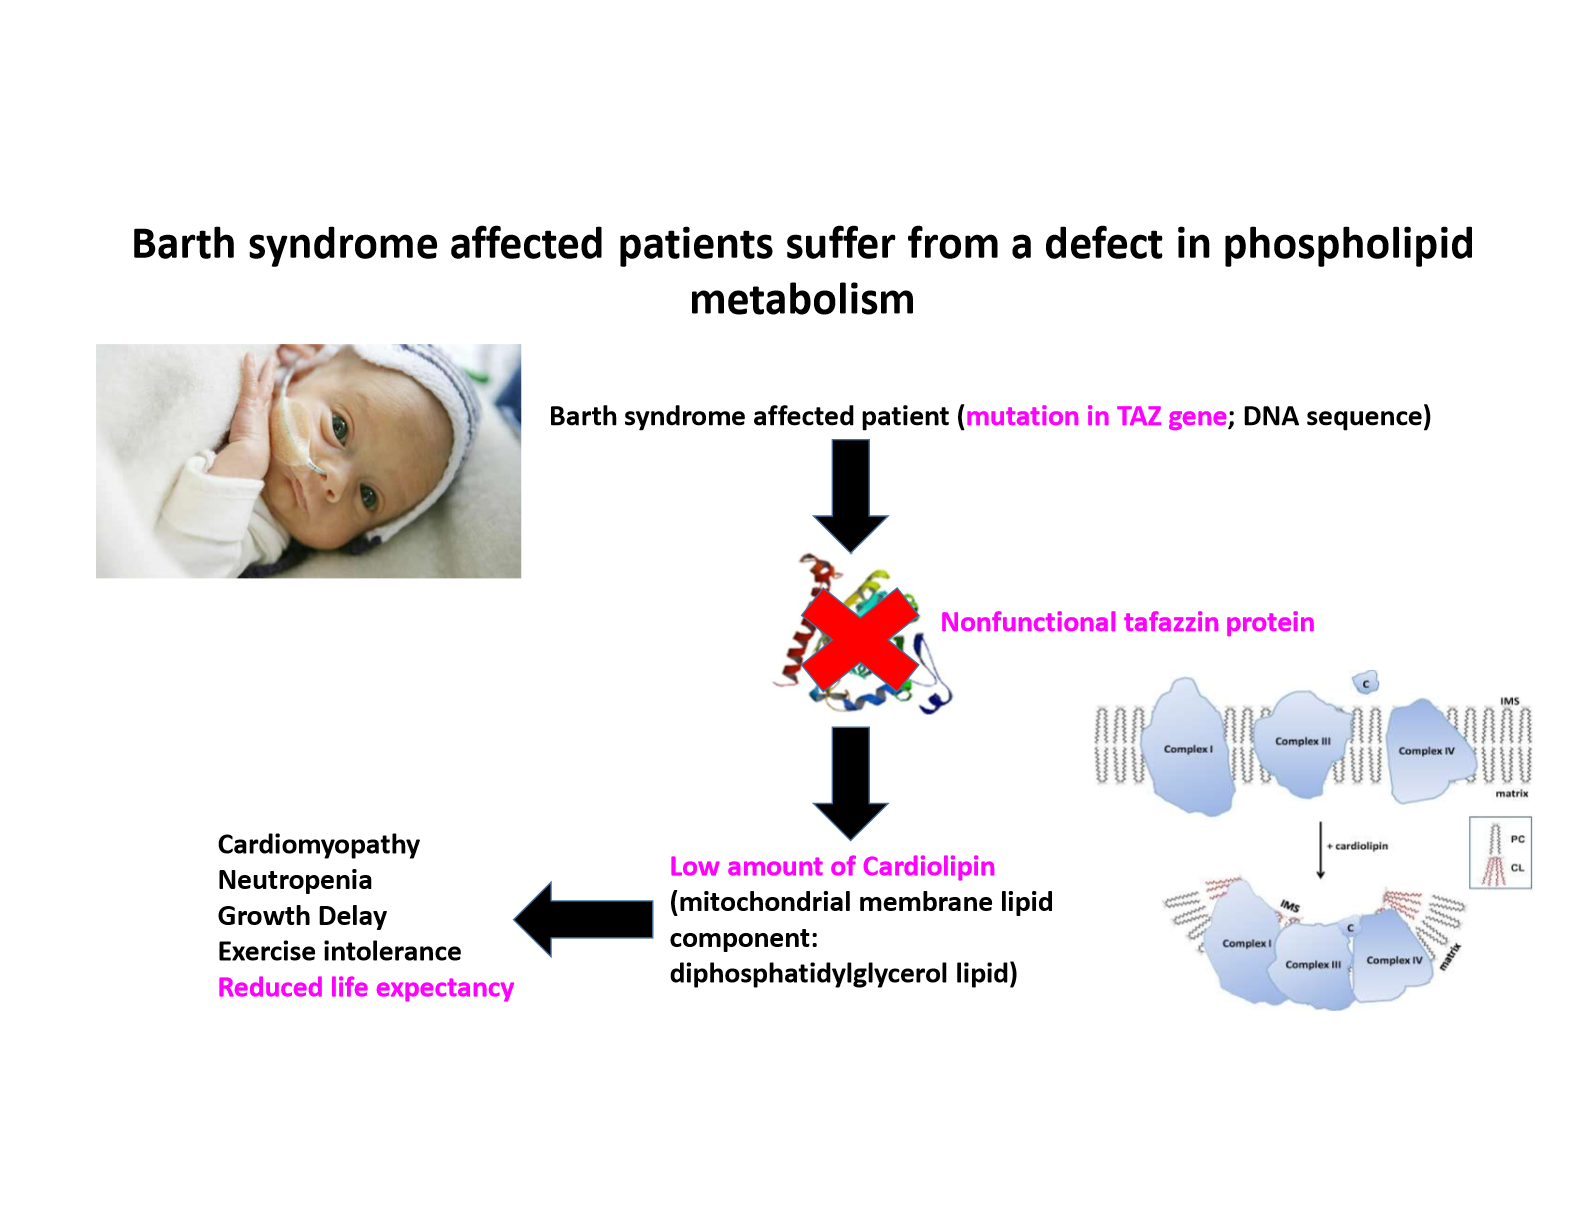 Barth syndrome affected patients suffer from a defect in phospholipid
metabolism
Barth syndrome affected patient (mutation in TAZ gene; DNA sequence)
Nonfunctional tafazzin protein
C
IMS
Complex I
Complex III
Complex IV
matrix
+ cardiolipin
PC
CL
IMS
C
Complex I
Complex III
Complex IV
matrix
Low amount of Cardiolipin
(mitochondrial membrane lipid
component:
diphosphatidylglycerol lipid)
Cardiomyopathy
Neutropenia
Growth Delay
Exercise intolerance
Reduced life expectancy